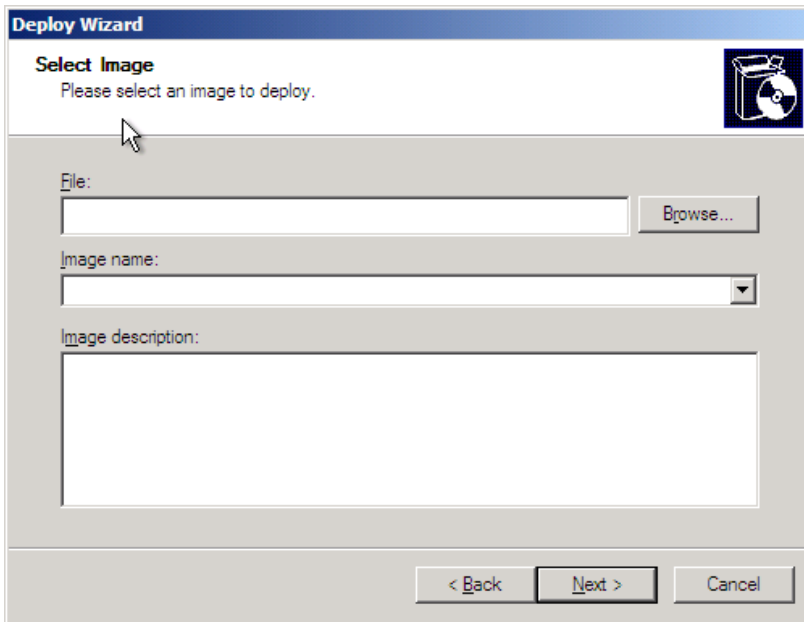 Deploy Wizard
Select Image
Please select an image to deploy.
File:
Browse...
Image name:
Image description:
< Back Next > Cancel